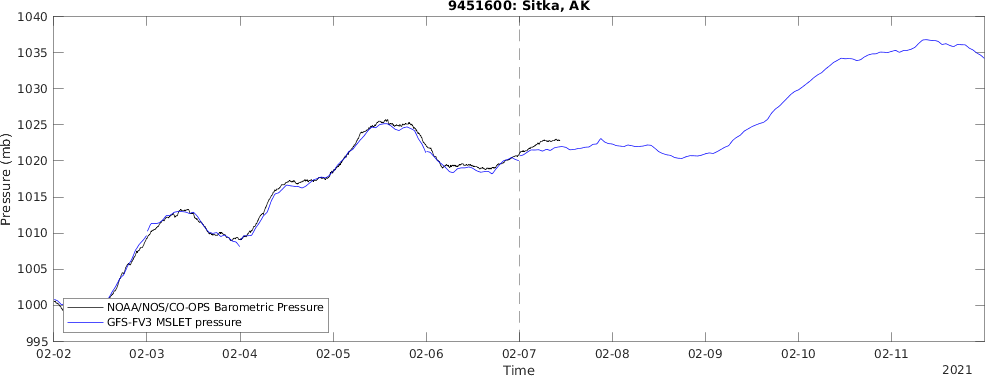 9451600: Sitka, AK
1040
1035
1030
1025
1020
1015
1010
1005
1000
995
Pressure (mb)
NOAA/NOS/CO-OPS Barometric Pressure
GFS-FV3 MSLET pressure
02-02 02-03 02-04 02-05 02-06 02-07 02-08 02-09 02-10 02-11
Time
2021